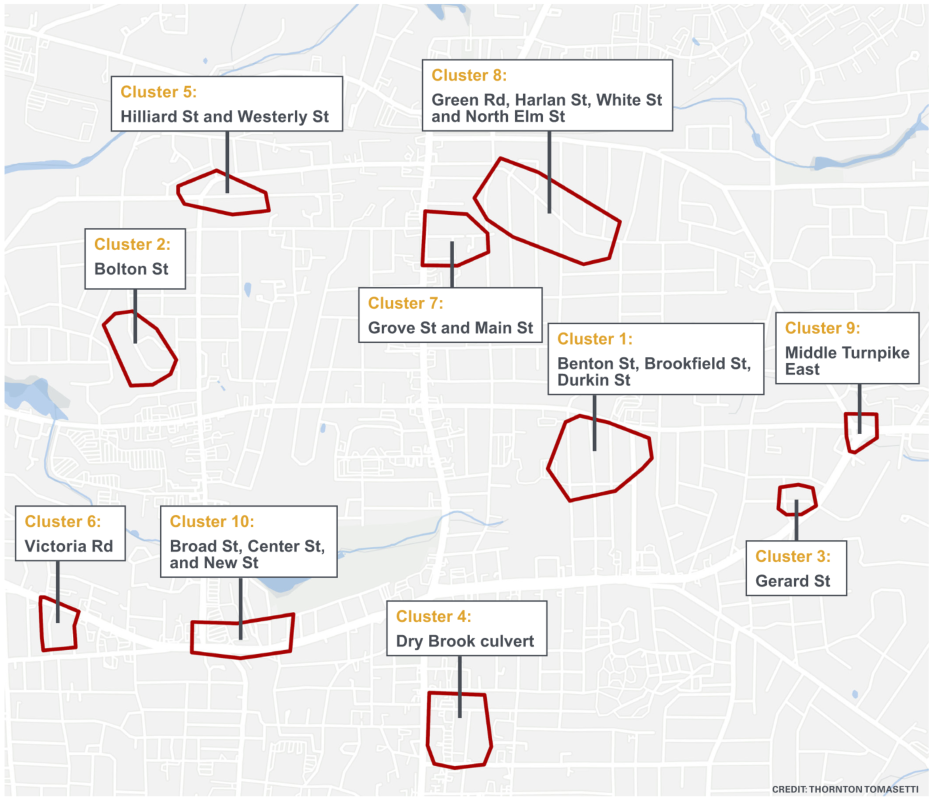 Cluster 5:
Hilliard St and Westerly St
Cluster 8:
Green Rd, Harlan St, White St
and North Elm St
Cluster 2:
Bolton St
Cluster 7:
Grove St and Main St
Cluster 1:
Benton St, Brookfield St,
Durkin St
Cluster 9:
Middle Turnpike
East
Cluster 6:
Victoria Rd
Cluster 10:
Broad St, Center St,
and New St
Cluster 3:
Gerard St
Cluster 4:
Dry Brook culvert
CREDIT: THORNTON TOMASETTI